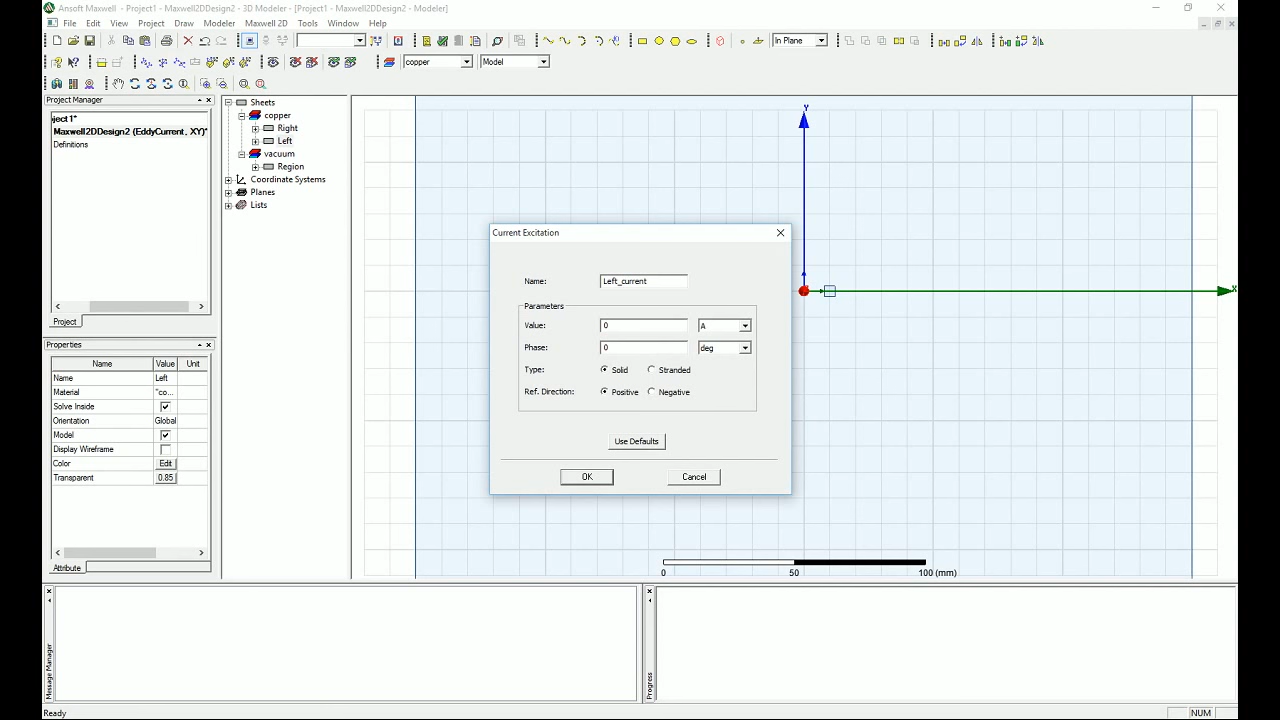 Ansoft Maxwell - Project1 - Maxwell2DDesign2 - 3D Modeler - [Project1 - Maxwell2DDesign2 - Modeler]
File Edit View Project Draw Modeler Maxwell 2D Tools Window Help
In Plane
copper Model
Project Manager
ject1*
Maxwell2DDesign2 (EddyCurrent, XY)*
Definitions
Project
Properties
Name Value Unit
Name Left
Material "co...
Solve Inside
Orientation Global
Model
Display Wireframe
Color Edit
Transparent 0.85
Attribute
Sheets
copper
Right
Left
vacuum
Region
Coordinate Systems
Planes
Lists
Y
X
Current Excitation
Name: Left_current
Parameters
Value: 0 A
Phase: 0 deg
Type: Solid Stranded
Ref. Direction: Positive Negative
Use Defaults
OK Cancel
0 50 100 (mm)
Message Manager
Progress
Ready NUM